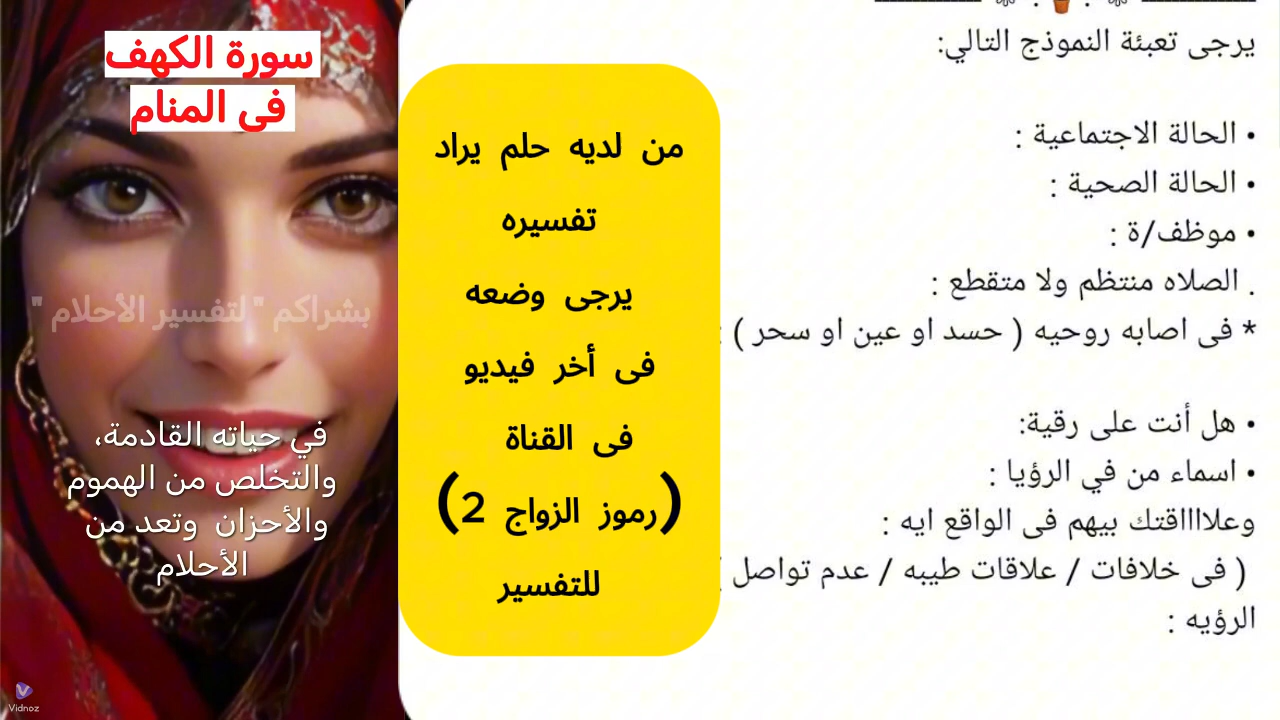 سورة الكهف
فى المنام
بشراكم " لتفسير الأحلام "
في حياته القادمة،
والتخلص من الهموم
والأحزان وتعد من
الأحلام
Vidnoz
من لديه حلم يراد
تفسيره
يرجى وضعه
فى أخر فيديو
فى القناة
(رموز الزواج 2)
للتفسير
يرجى تعبئة النموذج التالي:
• الحالة الاجتماعية :
• الحالة الصحية :
• موظف/ة :
. الصلاه منتظم ولا متقطع :
* فى اصابه روحيه ( حسد او عين او سحر ) :
• هل أنت على رقية:
• اسماء من في الرؤيا :
وعلااااقتك بيهم فى الواقع ايه :
( فى خلافات / علاقات طيبه / عدم تواصل )
الرؤيه :